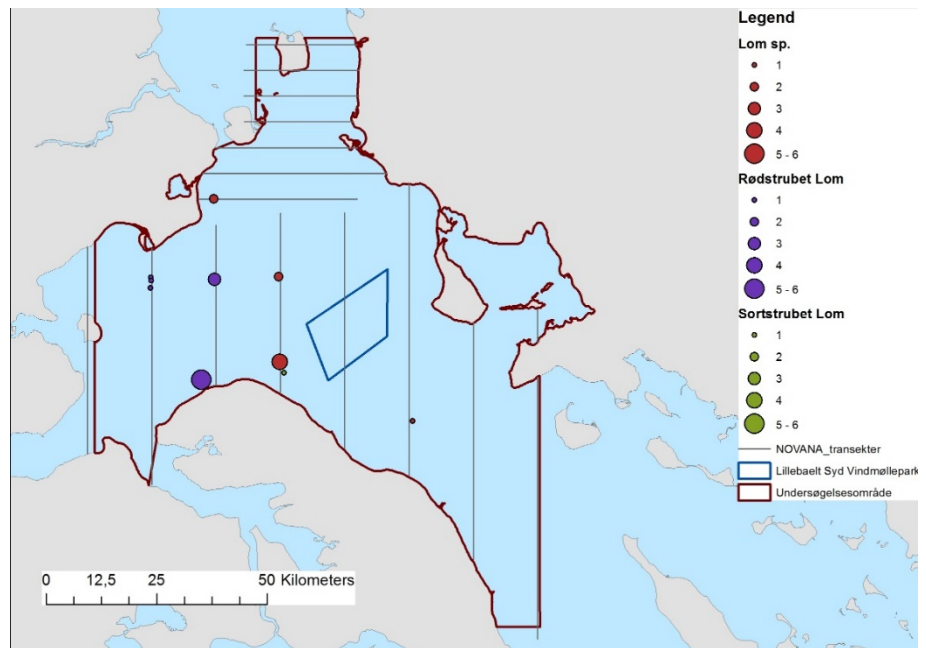 Legend
Lom sp.
1
2
3
4
5 - 6
Rødstrubet Lom
1
2
3
4
5 - 6
Sortstrubet Lom
1
2
3
4
5 - 6
NOVANA_transekter
Lillebaelt Syd Vindmøllepark
Undersøgelsesområde
0 12,5 25 50 Kilometers